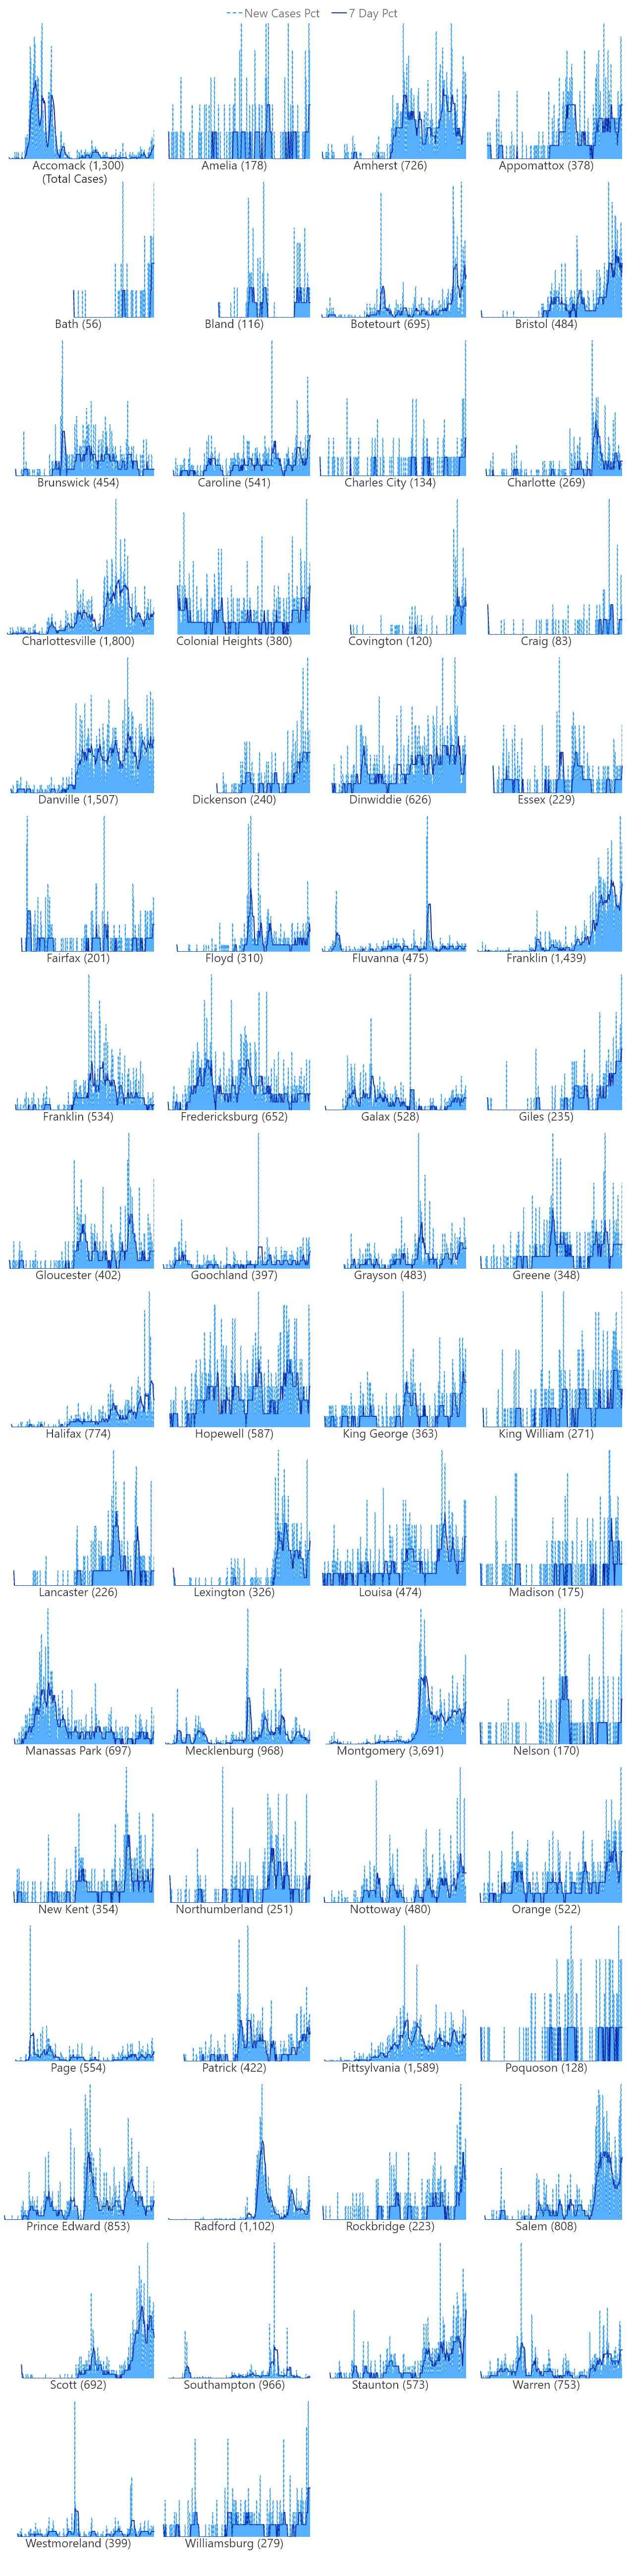 New Cases Pct 7 Day Pct
Accomack (1,300) Amelia (178) Amherst (726) Appomattox (378)
(Total Cases)
Bath (56) Bland (116) Botetourt (695) Bristol (484)
Brunswick (454) Caroline (541) Charles City (134) Charlotte (269)
Charlottesville (1,800) Colonial Heights (380) Covington (120) Craig (83)
Danville (1,507) Dickenson (240) Dinwiddie (626) Essex (229)
Fairfax (201) Floyd (310) Fluvanna (475) Franklin (1,439)
Franklin (534) Fredericksburg (652) Galax (528) Giles (235)
Gloucester (402) Goochland (397) Grayson (483) Greene (348)
Halifax (774) Hopewell (587) King George (363) King William (271)
Lancaster (226) Lexington (326) Louisa (474) Madison (175)
Manassas Park (697) Mecklenburg (968) Montgomery (3,691) Nelson (170)
New Kent (354) Northumberland (251) Nottoway (480) Orange (522)
Page (554) Patrick (422) Pittsylvania (1,589) Poquoson (128)
Prince Edward (853) Radford (1,102) Rockbridge (223) Salem (808)
Scott (692) Southampton (966) Staunton (573) Warren (753)
Westmoreland (399) Williamsburg (279)